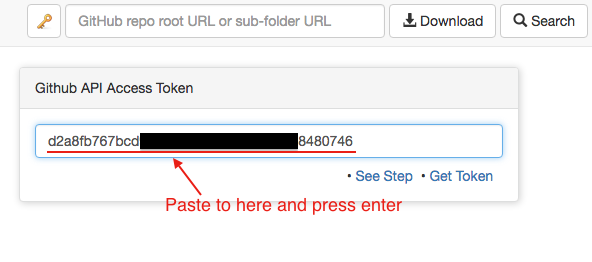 GitHub repo root URL or sub-folder URL Download Search
Github API Access Token
d2a8fb767bcd 8480746
• See Step • Get Token
Paste to here and press enter